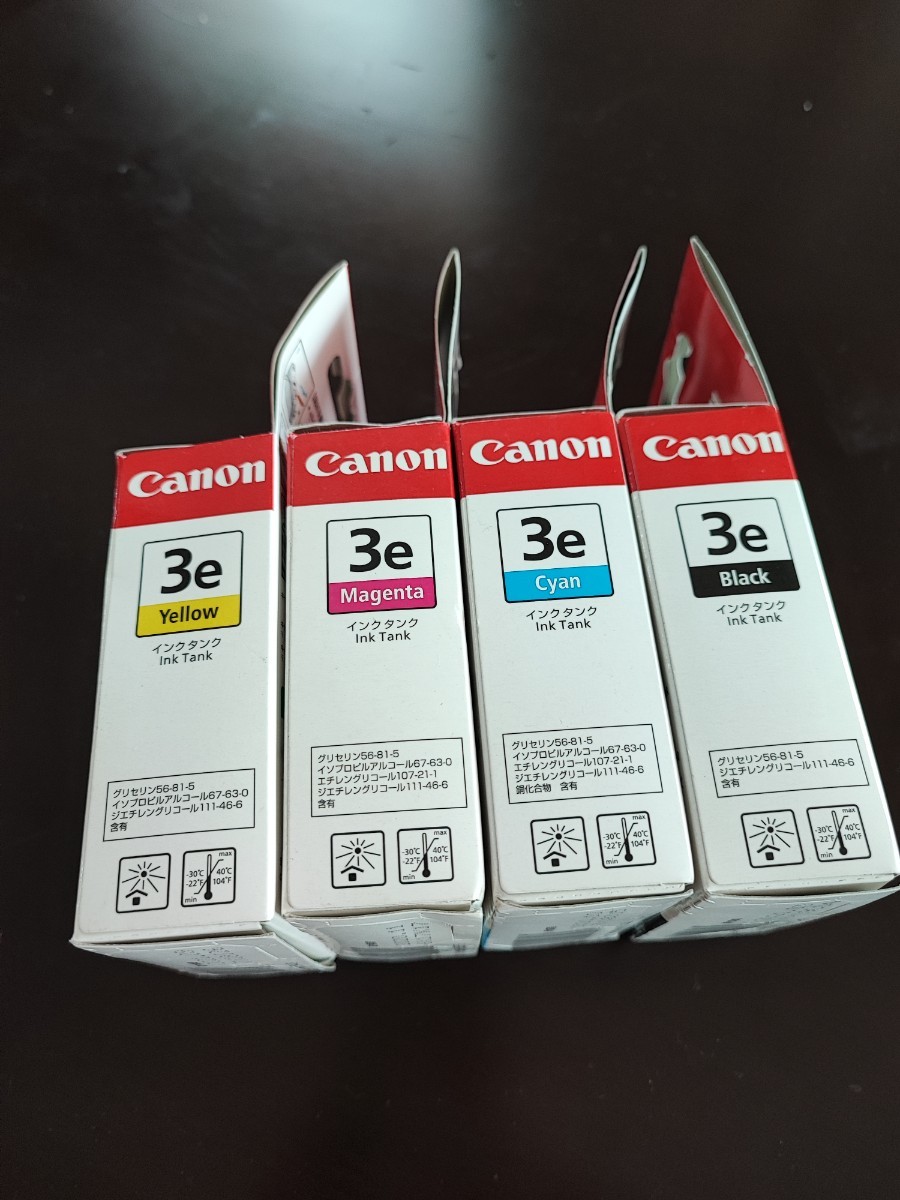 Canon
3e
Yellow
インクタンク
Ink Tank
グリセリン56-81-5
イソプロピルアルコール67-63-0
ジエチレングリコール111-46-6
含有
max
-30℃
40℃
-22°F
104°F
min
Canon
3e
Magenta
インクタンク
Ink Tank
グリセリン56-81-5
イソプロピルアルコール67-63-0
エチレングリコール107-21-1
ジエチレングリコール111-46-6
含有
max
-30℃
40℃
-22°F
104°F
min
Canon
3e
Cyan
インクタンク
Ink Tank
グリセリン56-81-5
イソプロピルアルコール67-63-0
エチレングリコール107-21-1
ジエチレングリコール111-46-6
銅化合物 含有
max
-30℃
40℃
-22°F
104°F
min
Canon
3e
Black
インクタンク
Ink Tank
グリセリン56-81-5
ジエチレングリコール111-46-6
含有
max
-30℃
40℃
-22°F
104°F
min